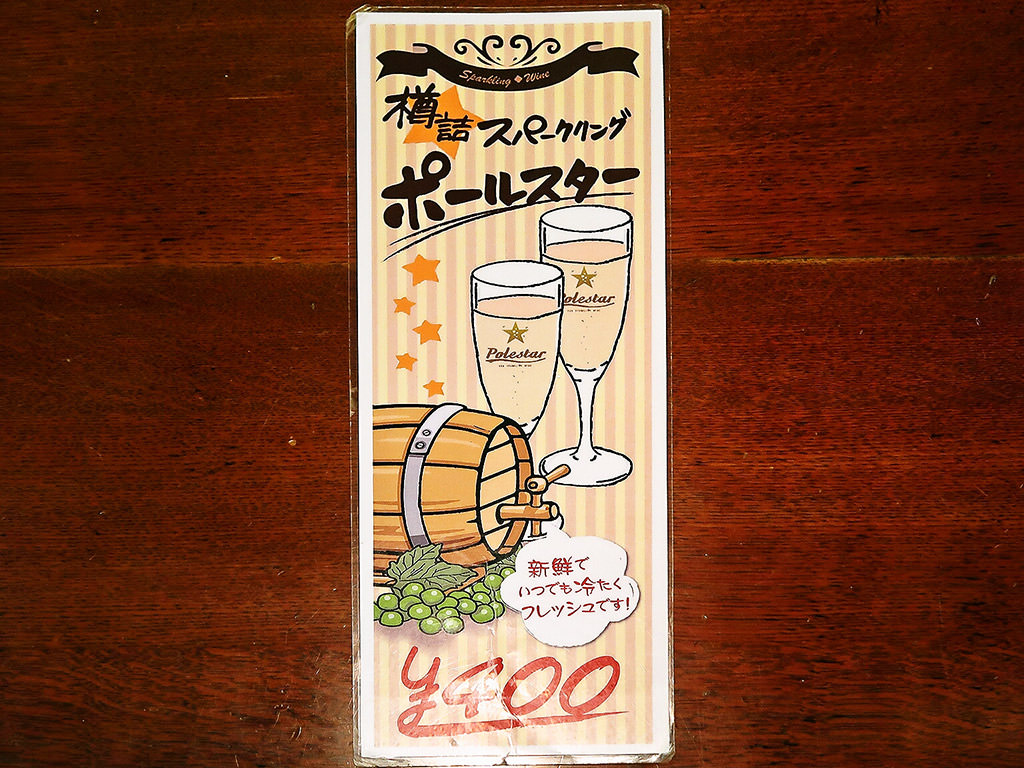 Sparkling Wine
樽詰スパークリング
ポールスター
Polestar
olestar
新鮮で
いつでも冷たく
フレッシュです!
¥400